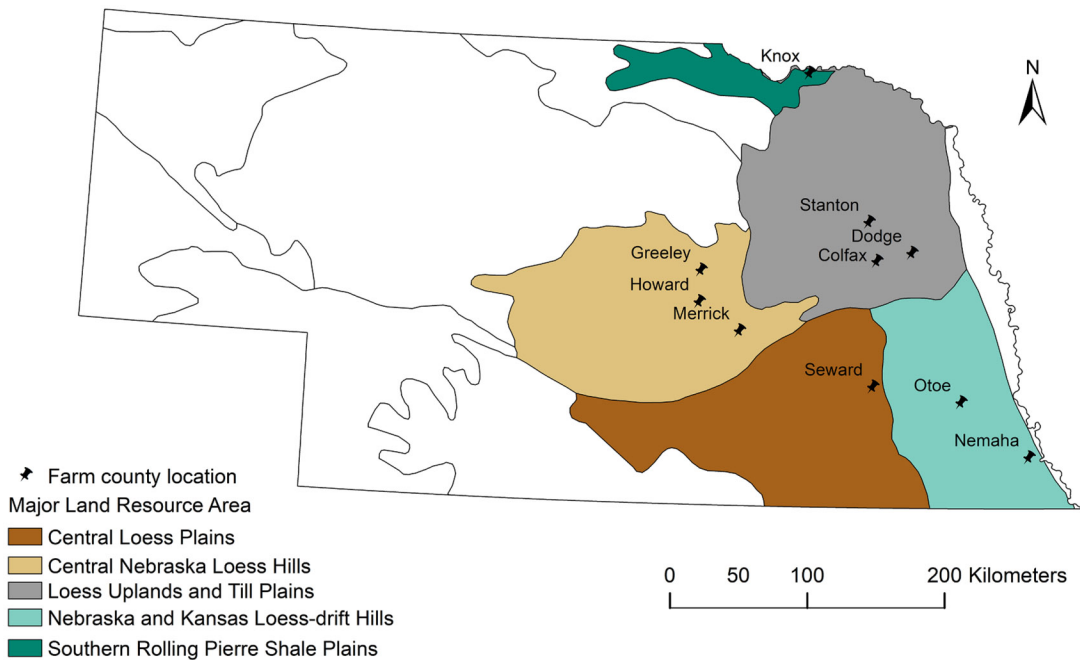 Knox
N
Stanton
Dodge
Colfax
Greeley
Howard
Merrick
Seward
Otoe
Nemaha
Farm county location
Major Land Resource Area
Central Loess Plains
Central Nebraska Loess Hills
Loess Uplands and Till Plains
Nebraska and Kansas Loess-drift Hills
Southern Rolling Pierre Shale Plains
0 50 100 200 Kilometers